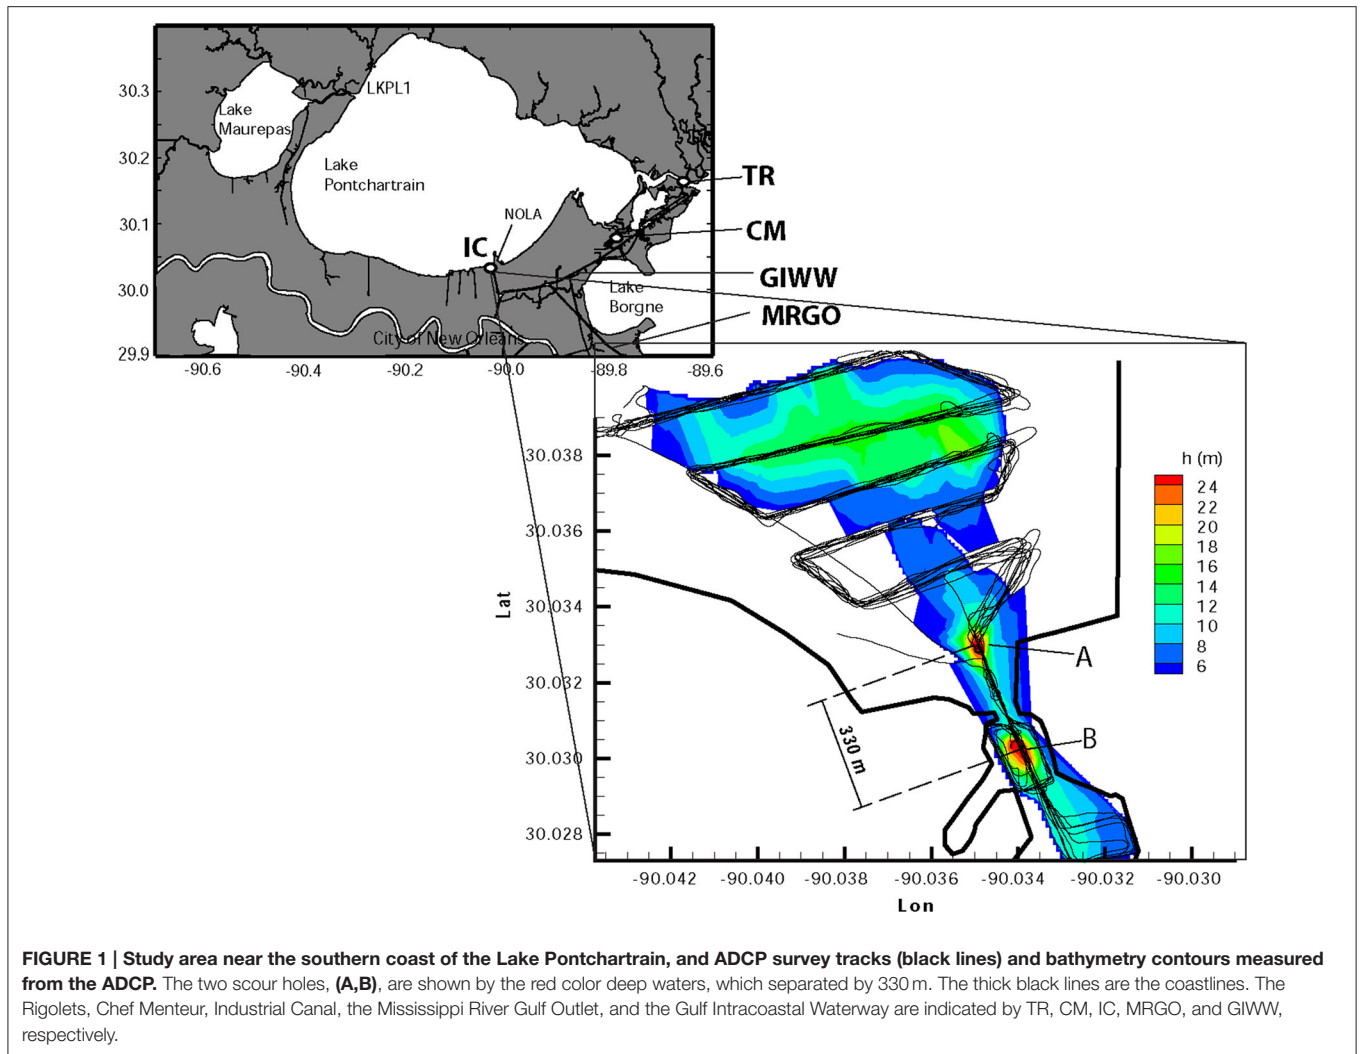 30.3
30.2
30.1
30.0
29.9
-90.6
-90.4
-90.2
-90.0
-89.8
-89.6
Lake
Maurepas
LKPL1
Lake
Pontchartrain
NOLA
IC
TR
CM
GIWW
MRGO
Lake
Borgne
City of New Orleans
Lat
30.038
30.036
30.034
30.032
30.030
30.028
-90.042
-90.040
-90.038
-90.036
-90.034
-90.032
-90.030
Lon
A
B
330 m
h (m)
24
22
20
18
16
14
12
10
8
6
FIGURE 1 | Study area near the southern coast of the Lake Pontchartrain, and ADCP survey tracks (black lines) and bathymetry contours measured
from the ADCP. The two scour holes, (A,B), are shown by the red color deep waters, which separated by 330 m. The thick black lines are the coastlines. The
Rigolets, Chef Menteur, Industrial Canal, the Mississippi River Gulf Outlet, and the Gulf Intracoastal Waterway are indicated by TR, CM, IC, MRGO, and GIWW,
respectively.